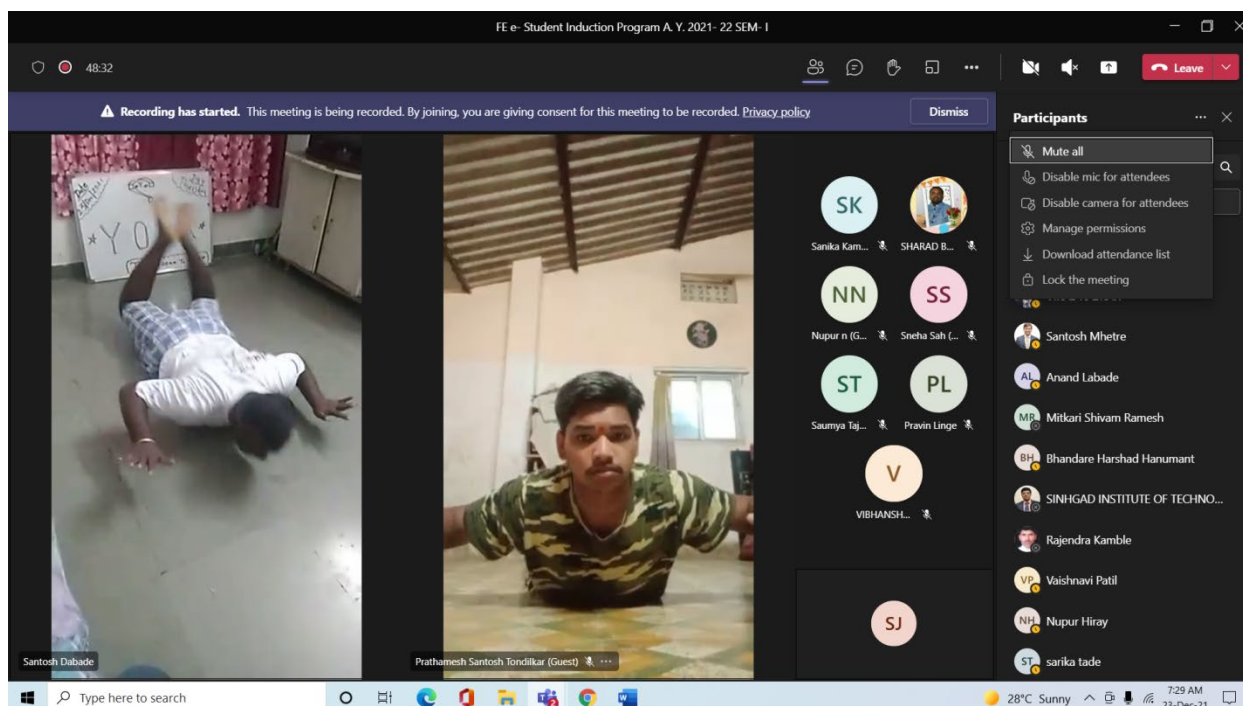 FE e- Student Induction Program A. Y. 2021- 22 SEM- I
48:32
Leave
Recording has started. This meeting is being recorded. By joining, you are giving consent for this meeting to be recorded. Privacy policy
Dismiss
Participants
Mute all
Disable mic for attendees
Disable camera for attendees
Manage permissions
Download attendance list
Lock the meeting
YO
Santosh Dabade
Prathamesh Santosh Tondilkar (Guest)
SK
Sanika Kam...
SHARAD B...
NN
SS
Nupur n (G...
Sneha Sah (...
ST
PL
Saumya Taj...
Pravin Linge
V
VIBHANSH...
SJ
Santosh Mhetre
AL
Anand Labade
MR
Mitkari Shivam Ramesh
BH
Bhandare Harshad Hanumant
SINHGAD INSTITUTE OF TECHNO...
Rajendra Kamble
VP
Vaishnavi Patil
NH
Nupur Hiray
ST
sarika tade
Type here to search
28°C Sunny
7:29 AM
23-Dec-21